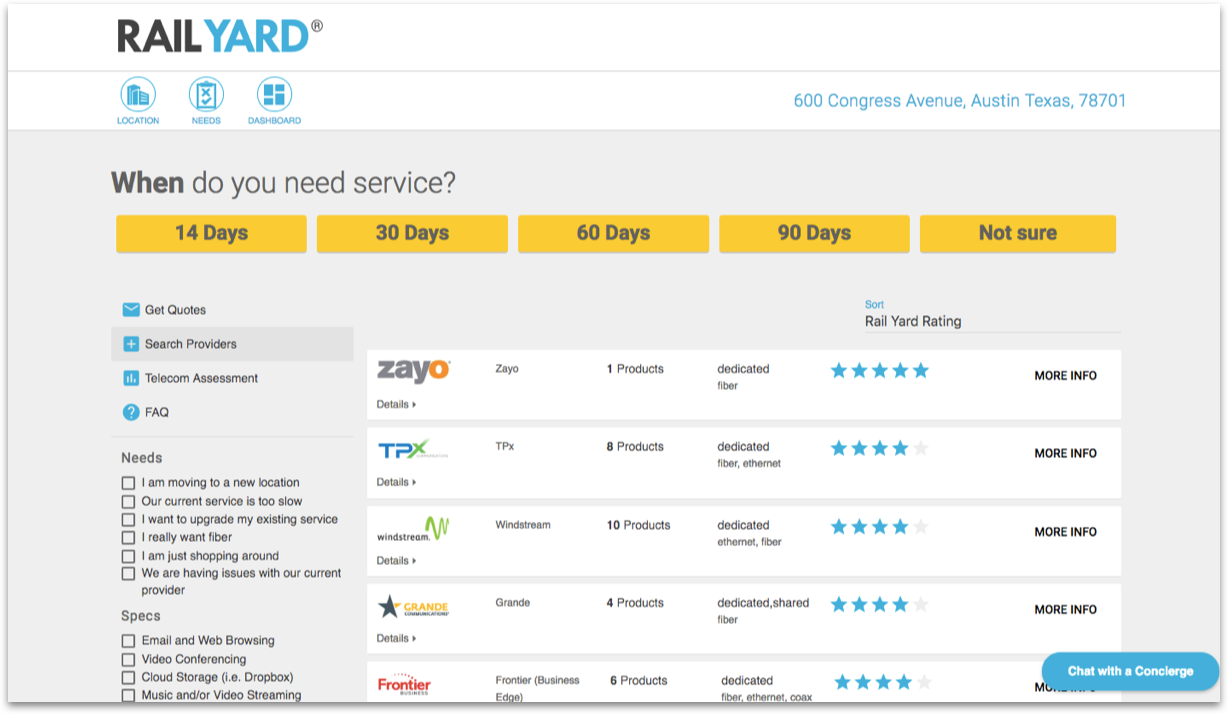 RAILYARD®
LOCATION NEEDS DASHBOARD
600 Congress Avenue, Austin Texas, 78701
When do you need service?
14 Days 30 Days 60 Days 90 Days Not sure
Get Quotes
Search Providers
Telecom Assessment
FAQ
Needs
I am moving to a new location
Our current service is too slow
I want to upgrade my existing service
I really want fiber
I am just shopping around
We are having issues with our current
provider
Specs
Email and Web Browsing
Video Conferencing
Cloud Storage (i.e. Dropbox)
Music and/or Video Streaming
Sort
Rail Yard Rating
zayo Zayo 1 Products dedicated MORE INFO
fiber
Details
TPx TPx 8 Products dedicated MORE INFO
COMMUNICATIONS fiber, ethernet
Details
windstream. Windstream 10 Products dedicated MORE INFO
ethernet, fiber
Details
GRANDE Grande 4 Products dedicated,shared MORE INFO
COMMUNICATIONS fiber
Details
Frontier Frontier (Business 6 Products dedicated
BUSINESS Edge) fiber, ethernet, coax
Chat with a Concierge